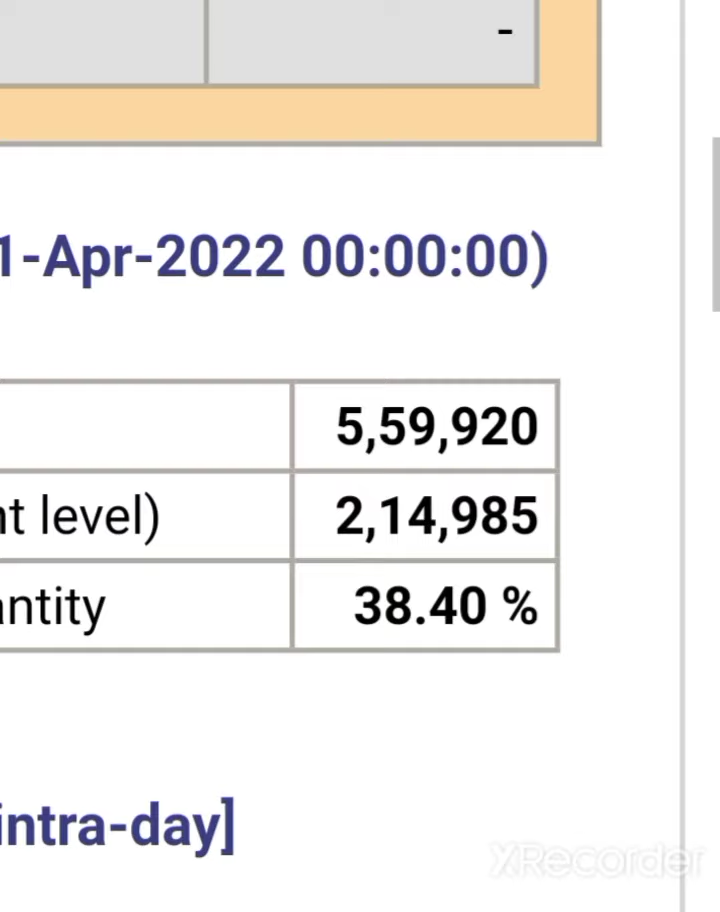 -
1-Apr-2022 00:00:00)
5,59,920
nt level) 2,14,985
antity 38.40 %
intra-day]
XRecorder